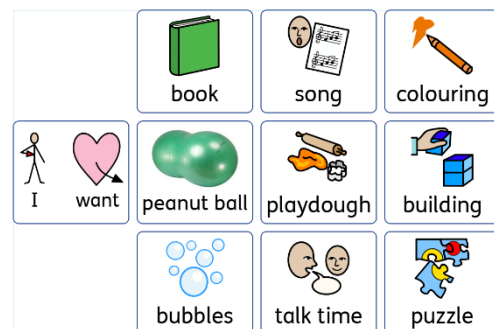 book song colouring
I want peanut ball playdough building
bubbles talk time puzzle